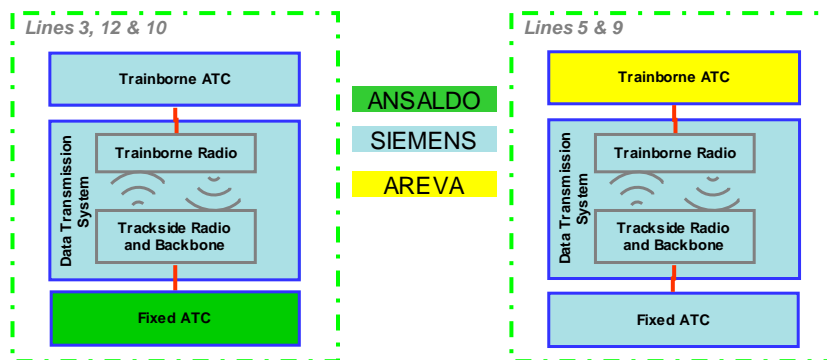 Lines 3, 12 & 10
Trainborne ATC
Data Transmission
System
Trainborne Radio
Trackside Radio
and Backbone
Fixed ATC
ANSALDO
SIEMENS
AREVA
Lines 5 & 9
Trainborne ATC
Data Transmission
System
Trainborne Radio
Trackside Radio
and Backbone
Fixed ATC